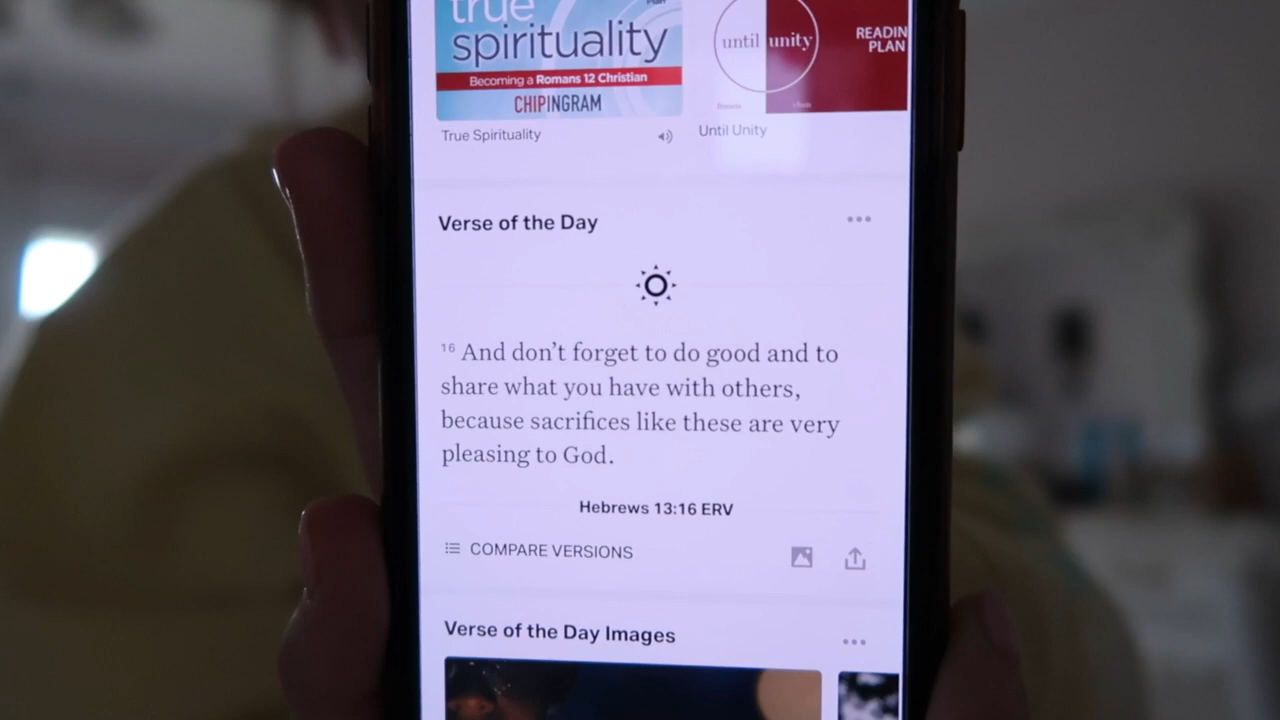 true
Plan
spirituality
Becoming a Romans 12 Christian
CHIPINGRAM
until unity
READIN
PLAN
True Spirituality
Until Unity
Verse of the Day
16 And don't forget to do good and to
share what you have with others,
because sacrifices like these are very
pleasing to God.
Hebrews 13:16 ERV
COMPARE VERSIONS
Verse of the Day Images